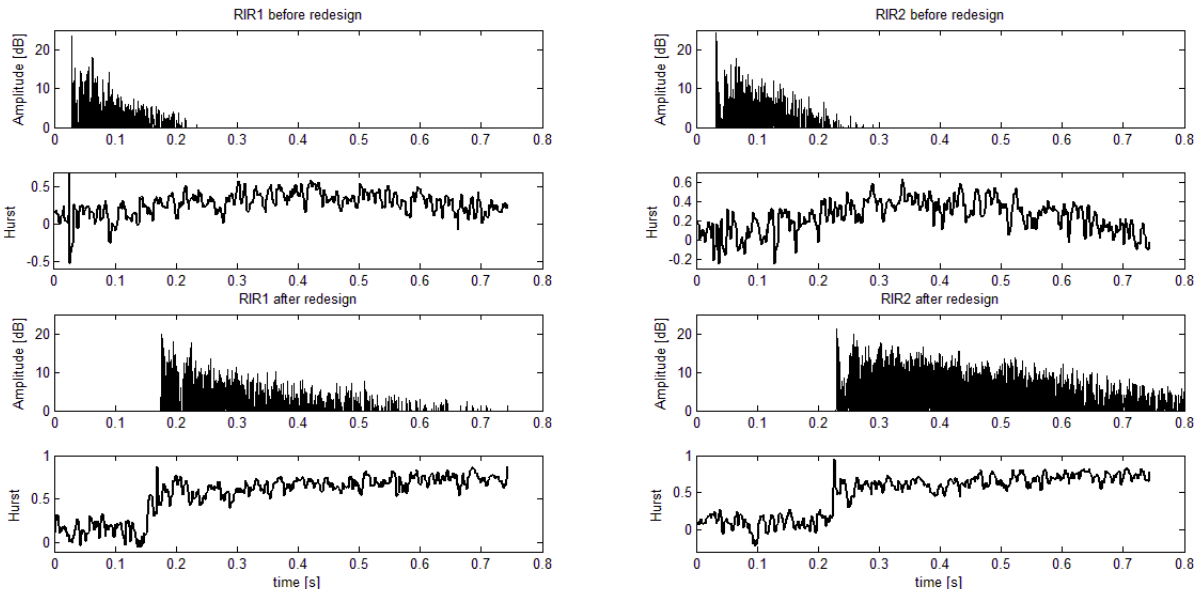 RIR1 before redesign
Amplitude [dB]
20
10
0
0 0.1 0.2 0.3 0.4 0.5 0.6 0.7 0.8
Hurst
0.5
0
-0.5
0 0.1 0.2 0.3 0.4 0.5 0.6 0.7 0.8
RIR1 after redesign
Amplitude [dB]
20
10
0
0 0.1 0.2 0.3 0.4 0.5 0.6 0.7 0.8
Hurst
1
0.5
0
0 0.1 0.2 0.3 0.4 0.5 0.6 0.7 0.8
time [s]
RIR2 before redesign
Amplitude [dB]
20
10
0
0 0.1 0.2 0.3 0.4 0.5 0.6 0.7 0.8
Hurst
0.6
0.4
0.2
0
-0.2
0 0.1 0.2 0.3 0.4 0.5 0.6 0.7 0.8
RIR2 after redesign
Amplitude [dB]
20
10
0
0 0.1 0.2 0.3 0.4 0.5 0.6 0.7 0.8
Hurst
1
0.5
0
0 0.1 0.2 0.3 0.4 0.5 0.6 0.7 0.8
time [s]